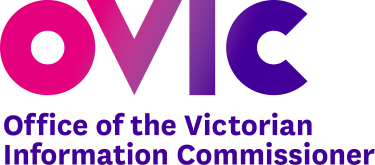 OVIC
Office of the Victorian
Information Commissioner